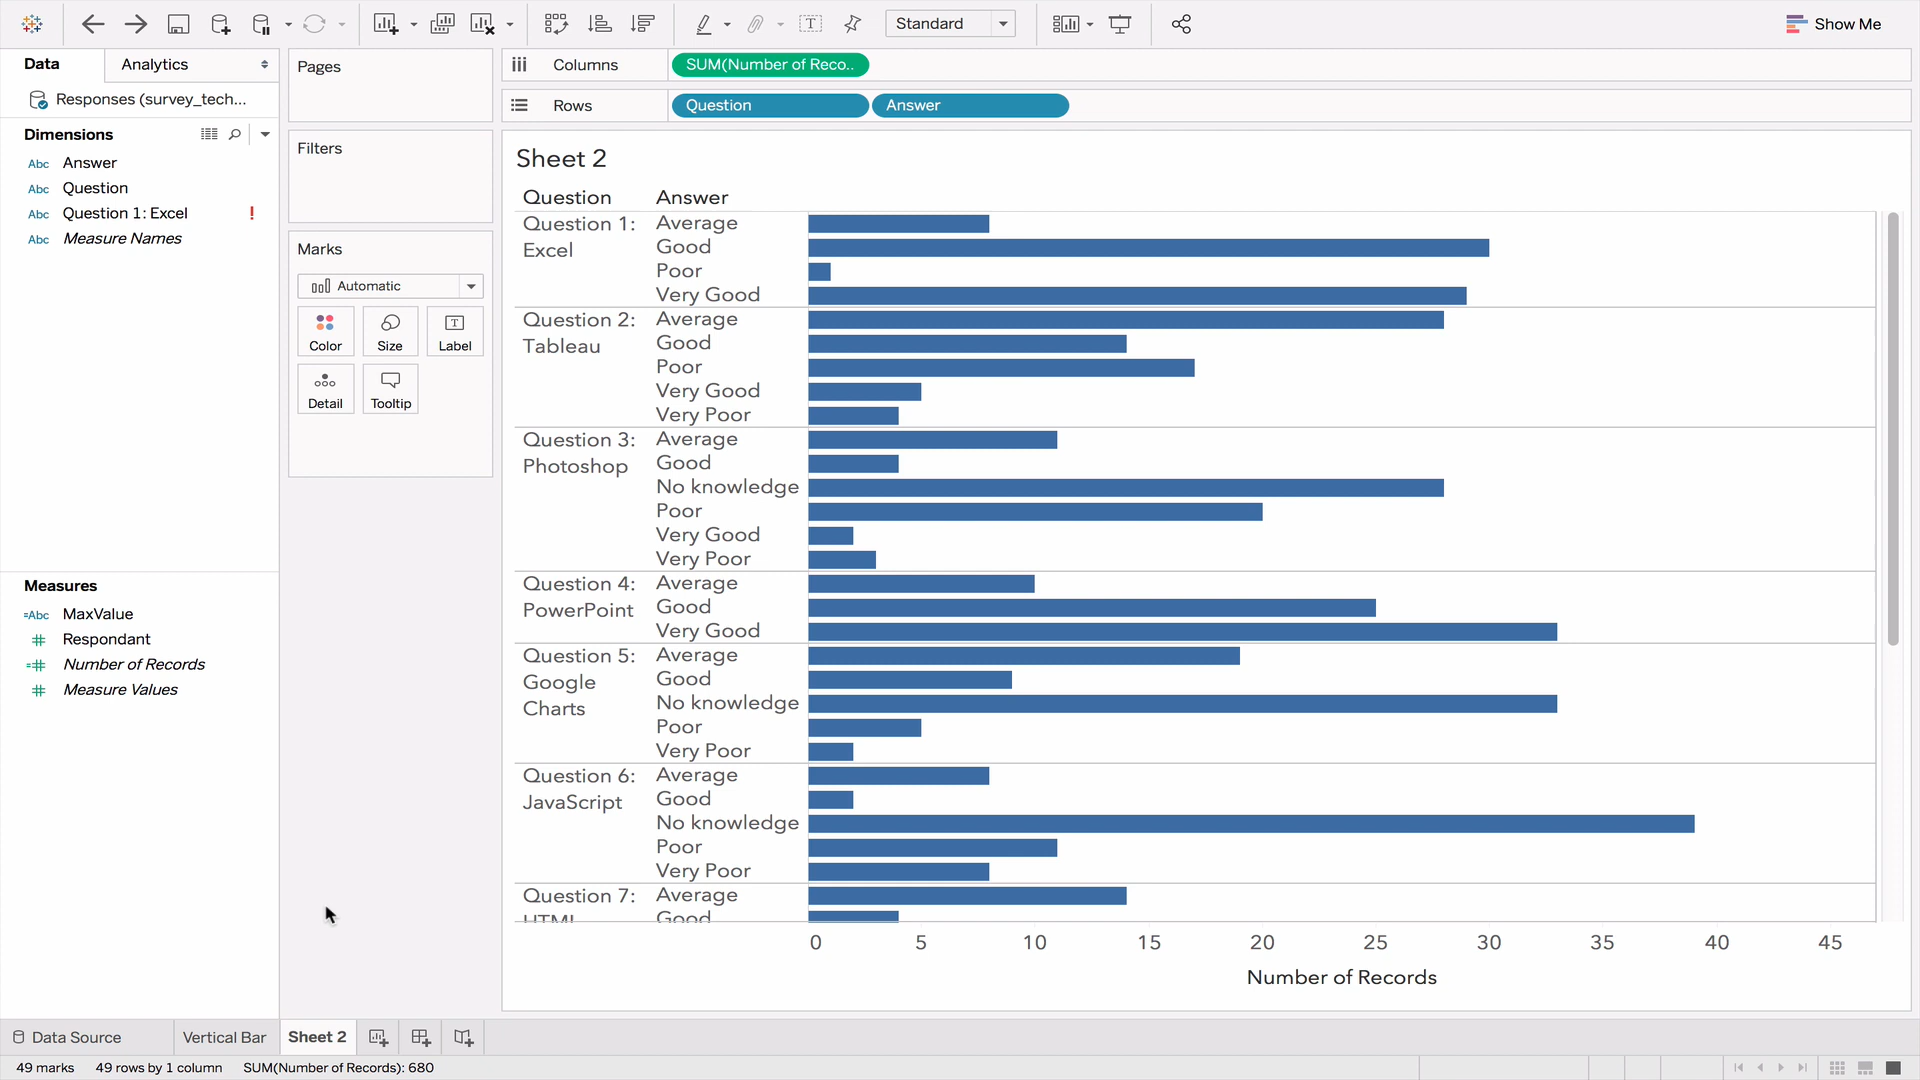 Standard
Show Me
Data
Analytics
Responses (survey_tech...
Dimensions
Abc Answer
Abc Question
Abc Question 1: Excel !
Abc Measure Names
Measures
=Abc MaxValue
# Respondant
=# Number of Records
# Measure Values
Pages
Filters
Marks
Automatic
Color Size Label
Detail Tooltip
Columns SUM(Number of Reco..
Rows Question Answer
Sheet 2
Question Answer
Question 1: Excel
Average
Good
Poor
Very Good
Question 2: Tableau
Average
Good
Poor
Very Good
Very Poor
Question 3: Photoshop
Average
Good
No knowledge
Poor
Very Good
Very Poor
Question 4: PowerPoint
Average
Good
Very Good
Question 5: Google Charts
Average
Good
No knowledge
Poor
Very Poor
Question 6: JavaScript
Average
Good
No knowledge
Poor
Very Poor
Question 7: HTML
Average
Good
0 5 10 15 20 25 30 35 40 45
Number of Records
Data Source Vertical Bar Sheet 2
49 marks 49 rows by 1 column SUM(Number of Records): 680